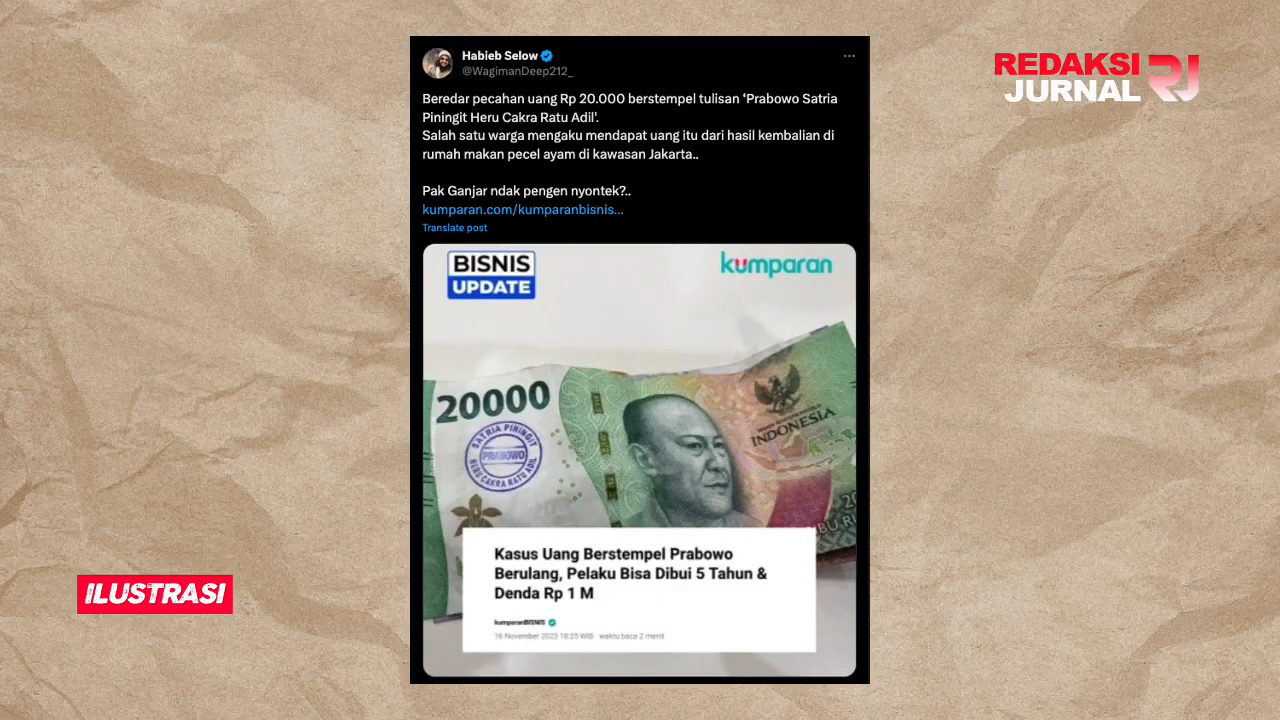 Habieb Selow
@WagimanDeep212_
REDAKSI
JURNAL RJ
Beredar pecahan uang Rp 20.000 berstempel tulisan ‘Prabowo Satria
Piningit Heru Cakra Ratu Adil'.
Salah satu warga mengaku mendapat uang itu dari hasil kembalian di
rumah makan pecel ayam di kawasan Jakarta..
Pak Ganjar ndak pengen nyontek?..
kumparan.com/kumparanbisnis...
Translate post
BISNIS
UPDATE
kumparan
20000
SATRIA PININGIT
PRABOWO
HERU CAKRA RATU ADIL
INDONESIA
Kasus Uang Berstempel Prabowo
Berulang, Pelaku Bisa Dibui 5 Tahun &
Denda Rp 1 M
kumparanBISNIS
16 November 2023 18:25 WIB · waktu baca 2 menit
ILUSTRASI